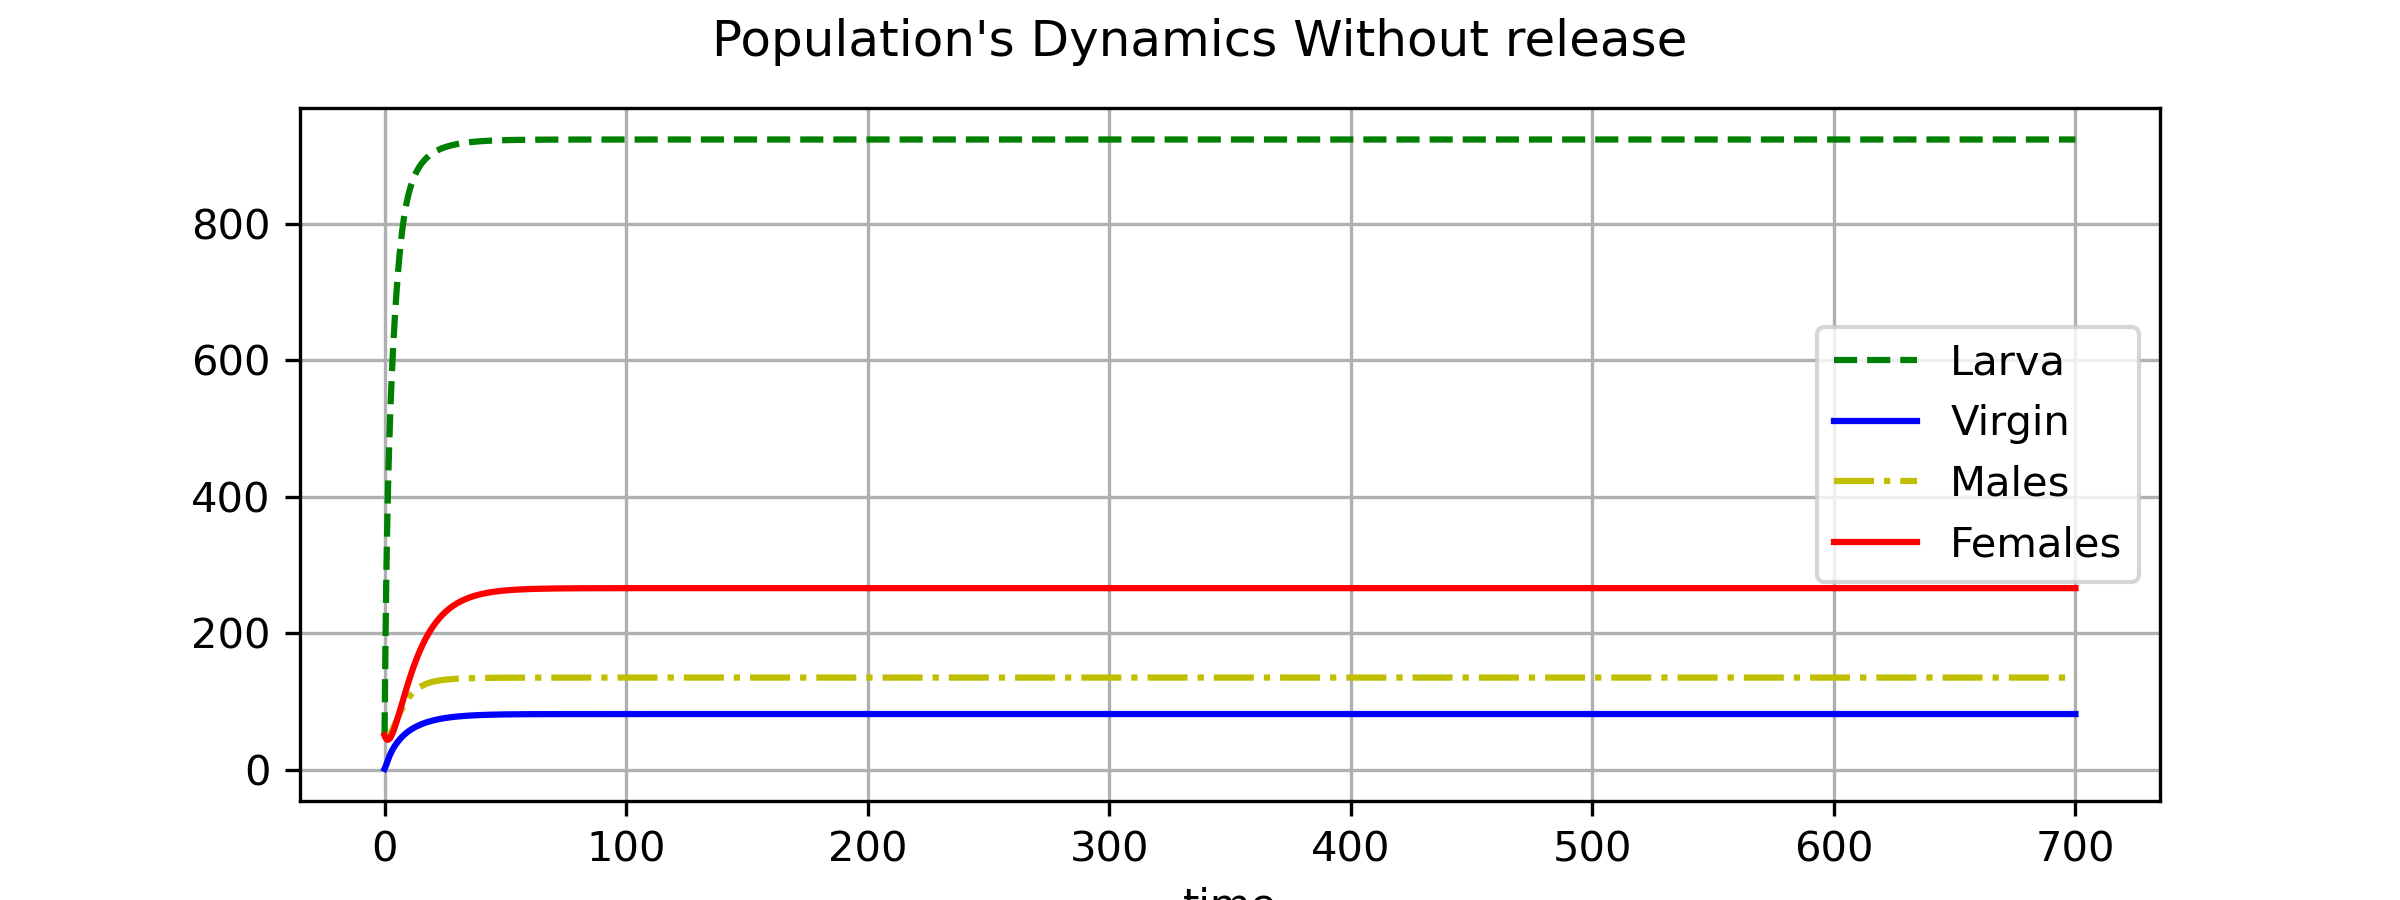 Population's Dynamics Without release
800
600
400
200
0
Larva
Virgin
Males
Females
0 100 200 300 400 500 600 700
time